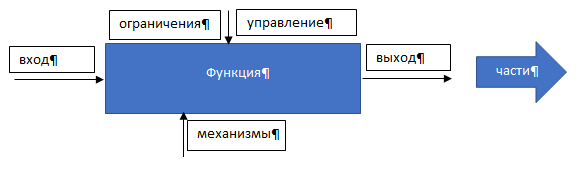 ограничения¶
управление¶
вход¶
Функция¶
выход¶
части¶
механизмы¶